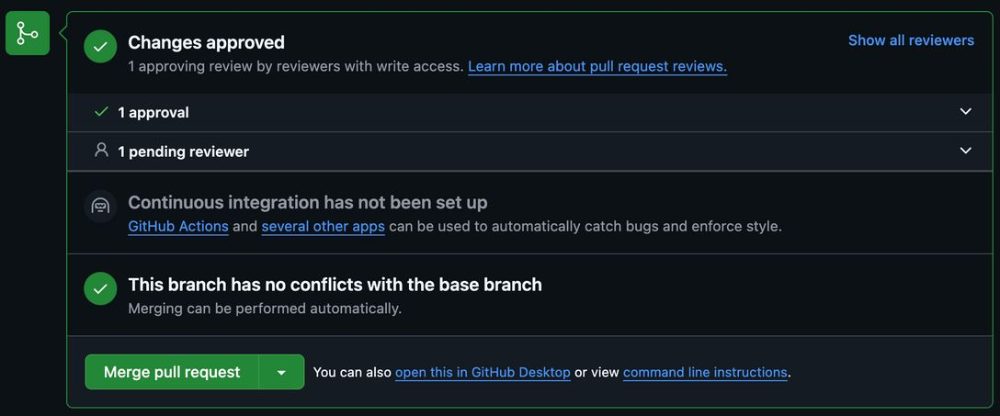 Changes approved
Show all reviewers
1 approving review by reviewers with write access. Learn more about pull request reviews.
1 approval
1 pending reviewer
Continuous integration has not been set up
GitHub Actions and several other apps can be used to automatically catch bugs and enforce style.
This branch has no conflicts with the base branch
Merging can be performed automatically.
Merge pull request
You can also open this in GitHub Desktop or view command line instructions.